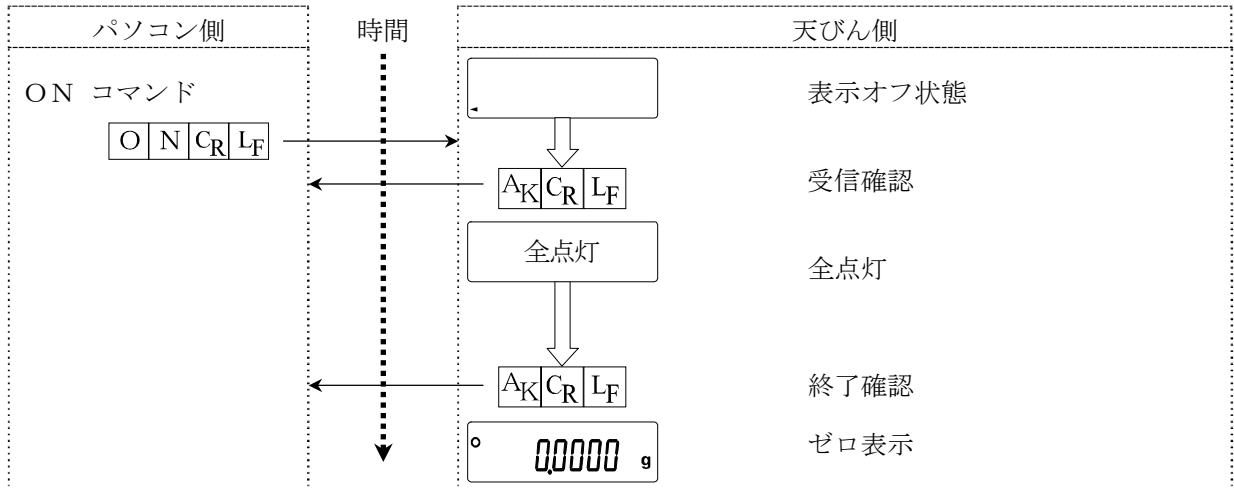 パソコン側 時間 天びん側
ON コマンド 表示オフ状態
O N CR LF
AK CR LF 受信確認
全点灯 全点灯
AK CR LF 終了確認
0.0000 g ゼロ表示